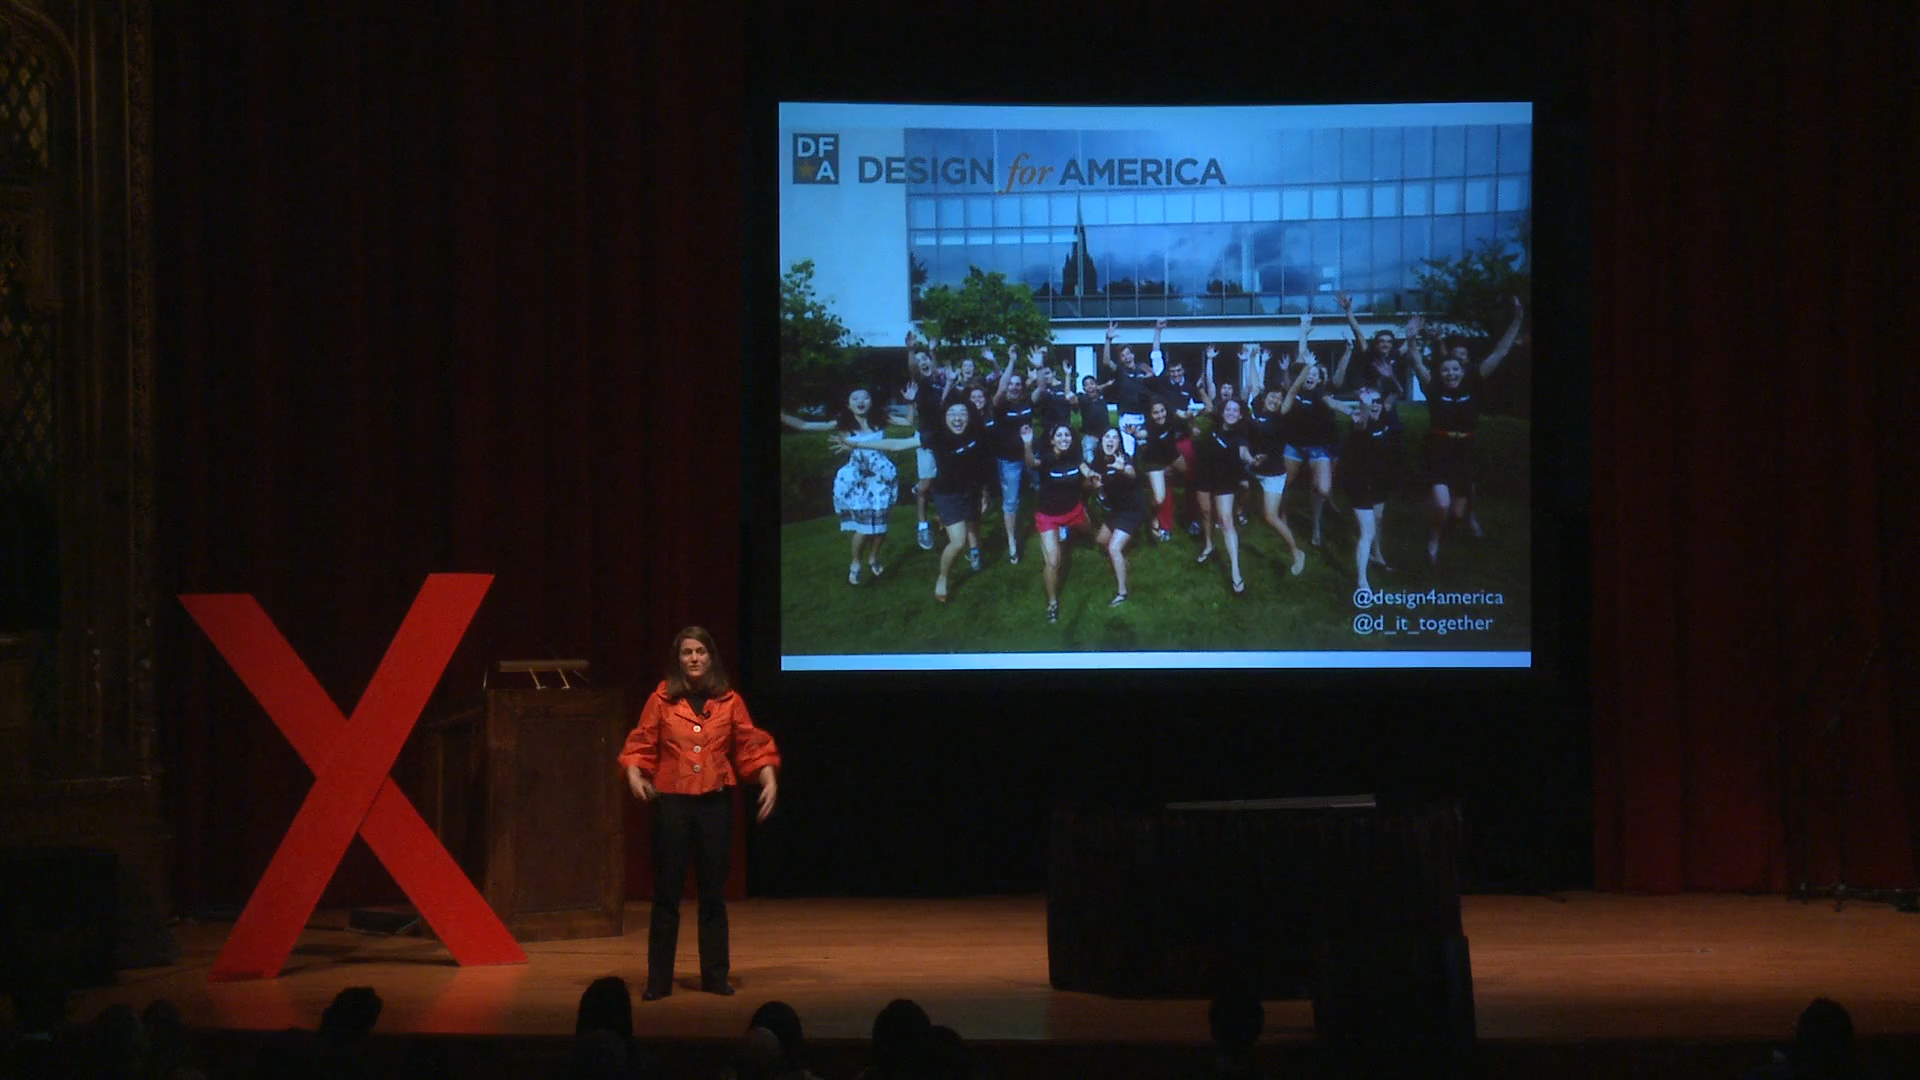 DF
A
DESIGN for AMERICA
@design4america
@d_it_together
X